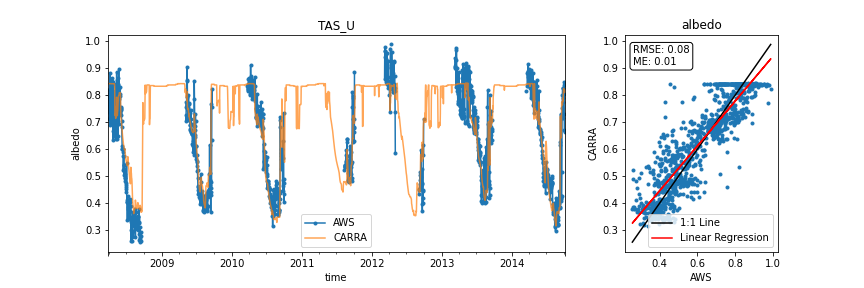 TAS_U
albedo
1.0
0.9
0.8
0.7
0.6
0.5
0.4
0.3
AWS
CARRA
2009
2010
2011
2012
2013
2014
time
albedo
RMSE: 0.08
ME: 0.01
CARRA
1.0
0.9
0.8
0.7
0.6
0.5
0.4
0.3
1:1 Line
Linear Regression
0.4
0.6
0.8
1.0
AWS